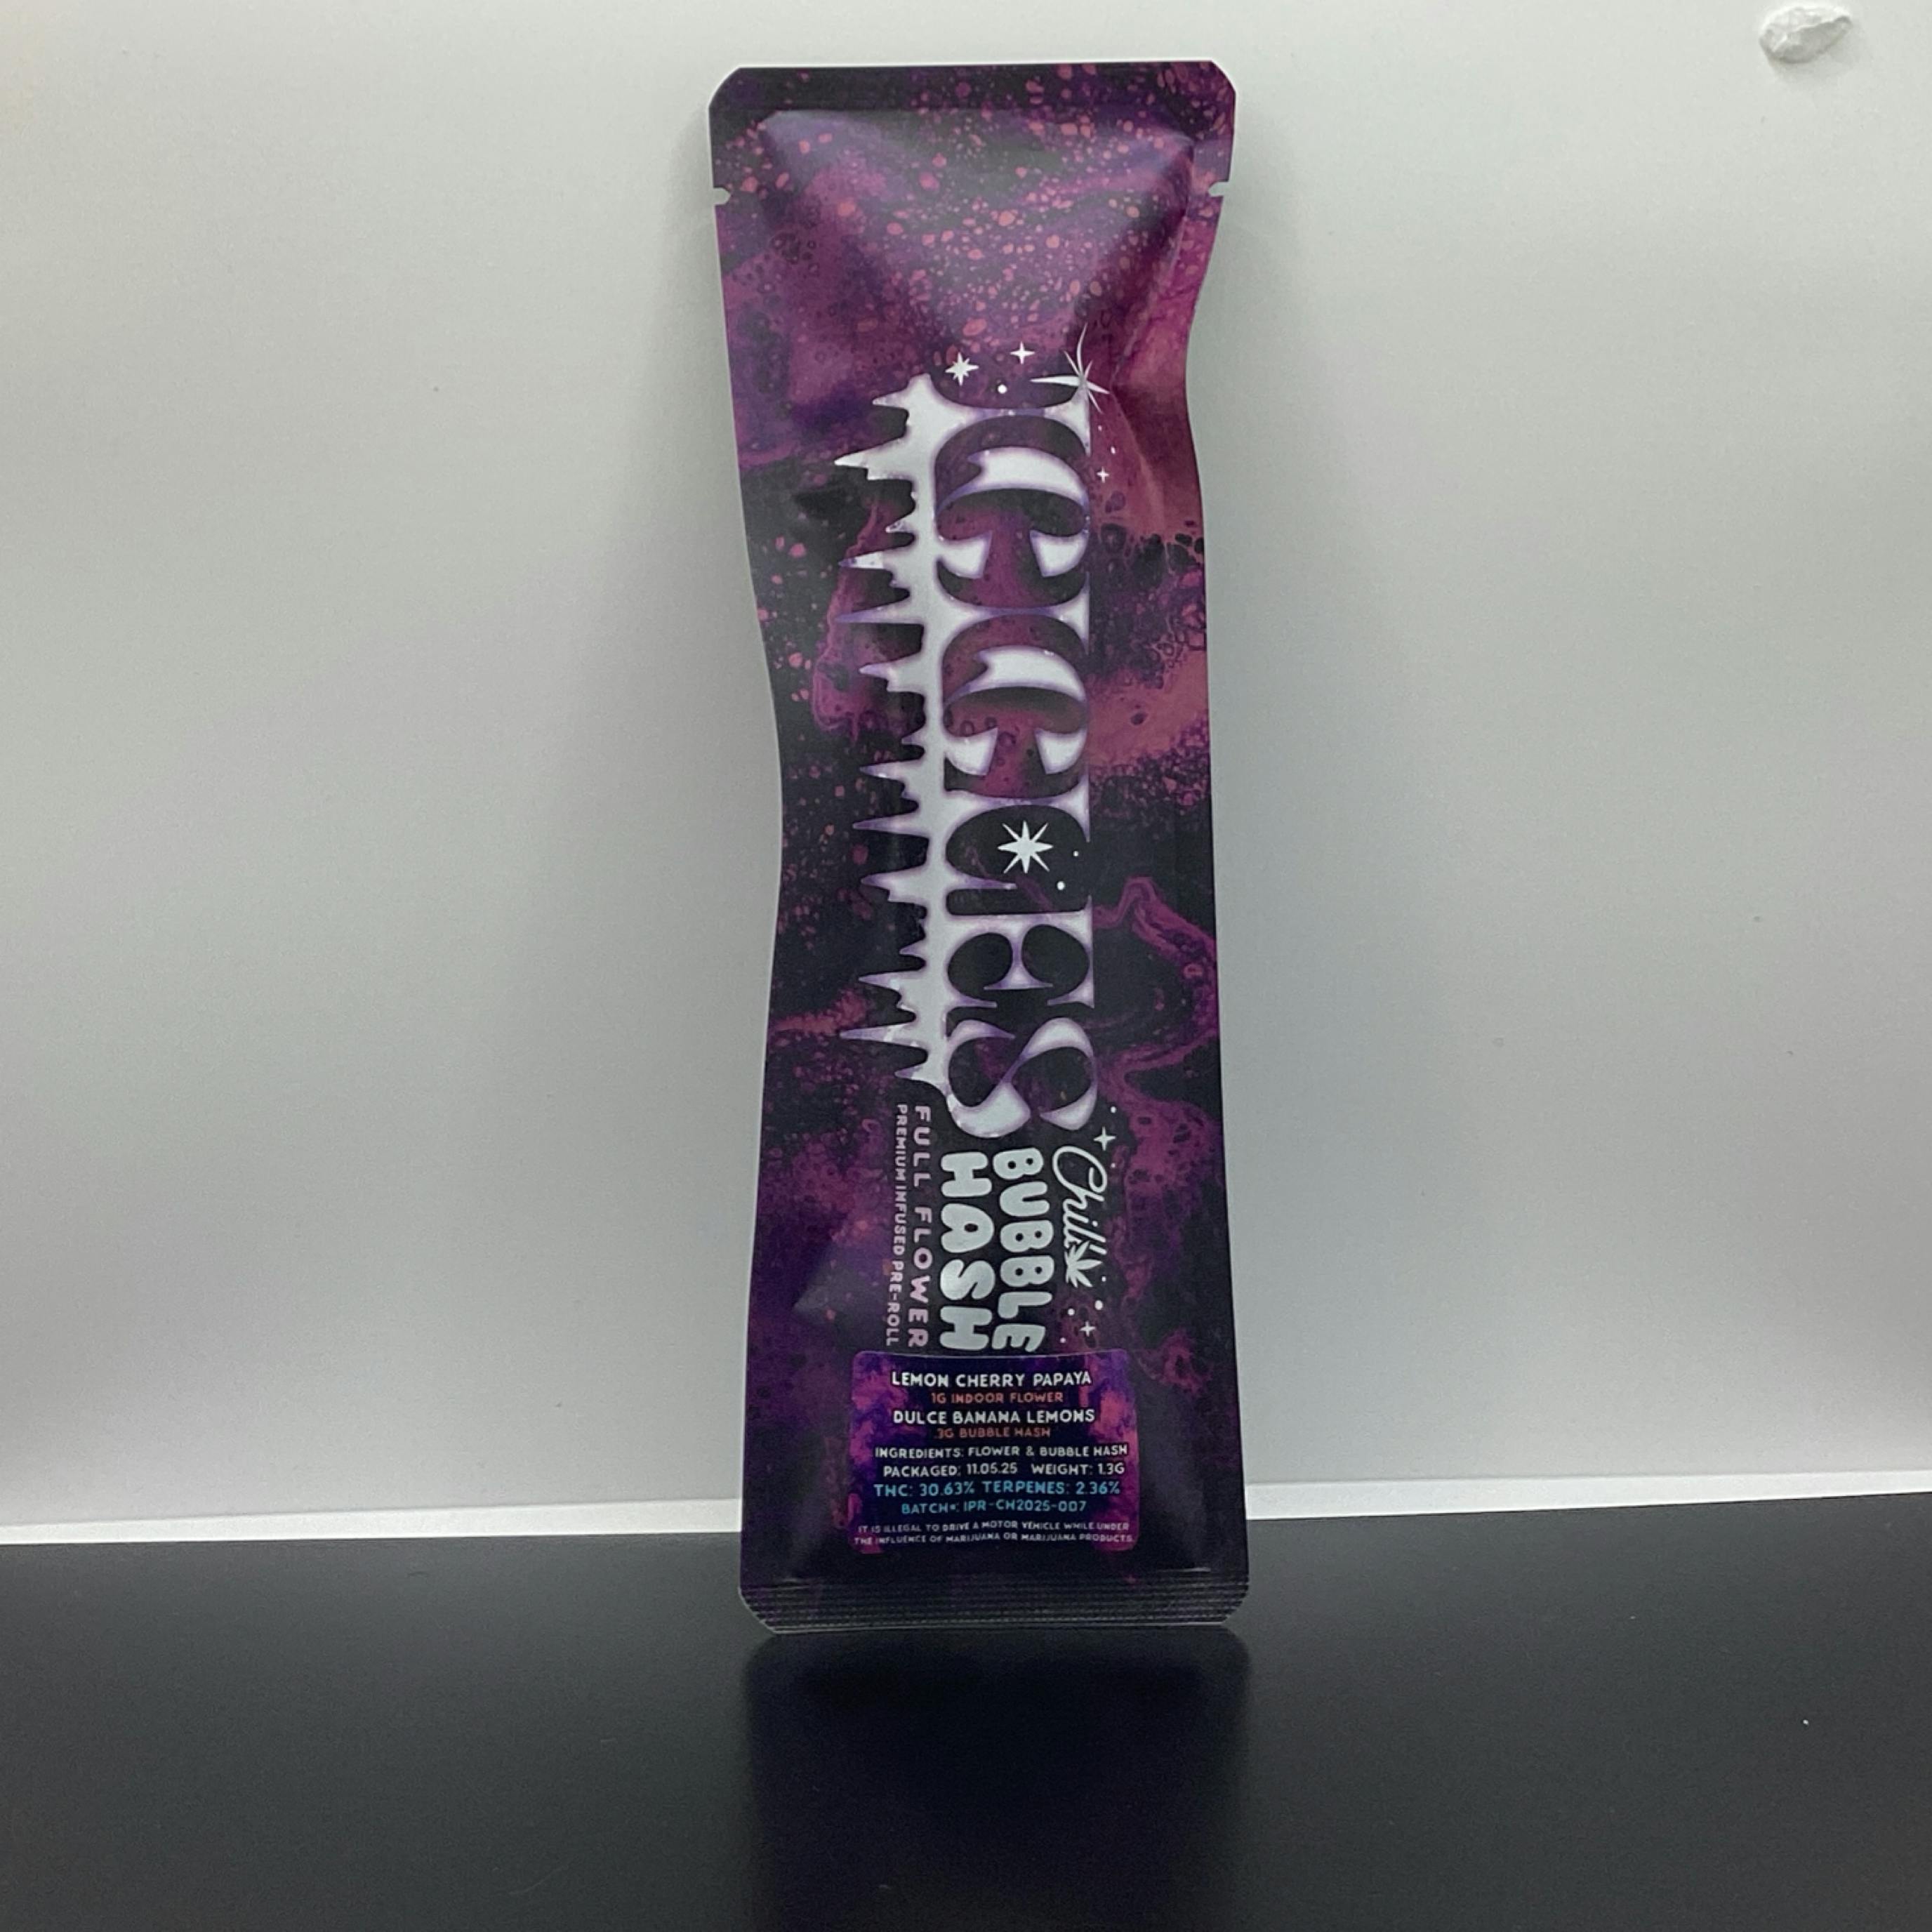 ICICLES
Chill
BUBBLE
HASH
FULL FLOWER
PREMIUM INFUSED PRE-ROLL
LEMON CHERRY PAPAYA
1G INDOOR FLOWER
DULCE BANANA LEMONS
.3G BUBBLE HASH
INGREDIENTS: FLOWER & BUBBLE HASH
PACKAGED: 11.05.25 WEIGHT: 1.3G
THC: 30.63% TERPENES: 2.36%
BATCH#: IPR-CH2025-007
IT IS ILLEGAL TO DRIVE A MOTOR VEHICLE WHILE UNDER
THE INFLUENCE OF MARIJUANA OR MARIJUANA PRODUCTS